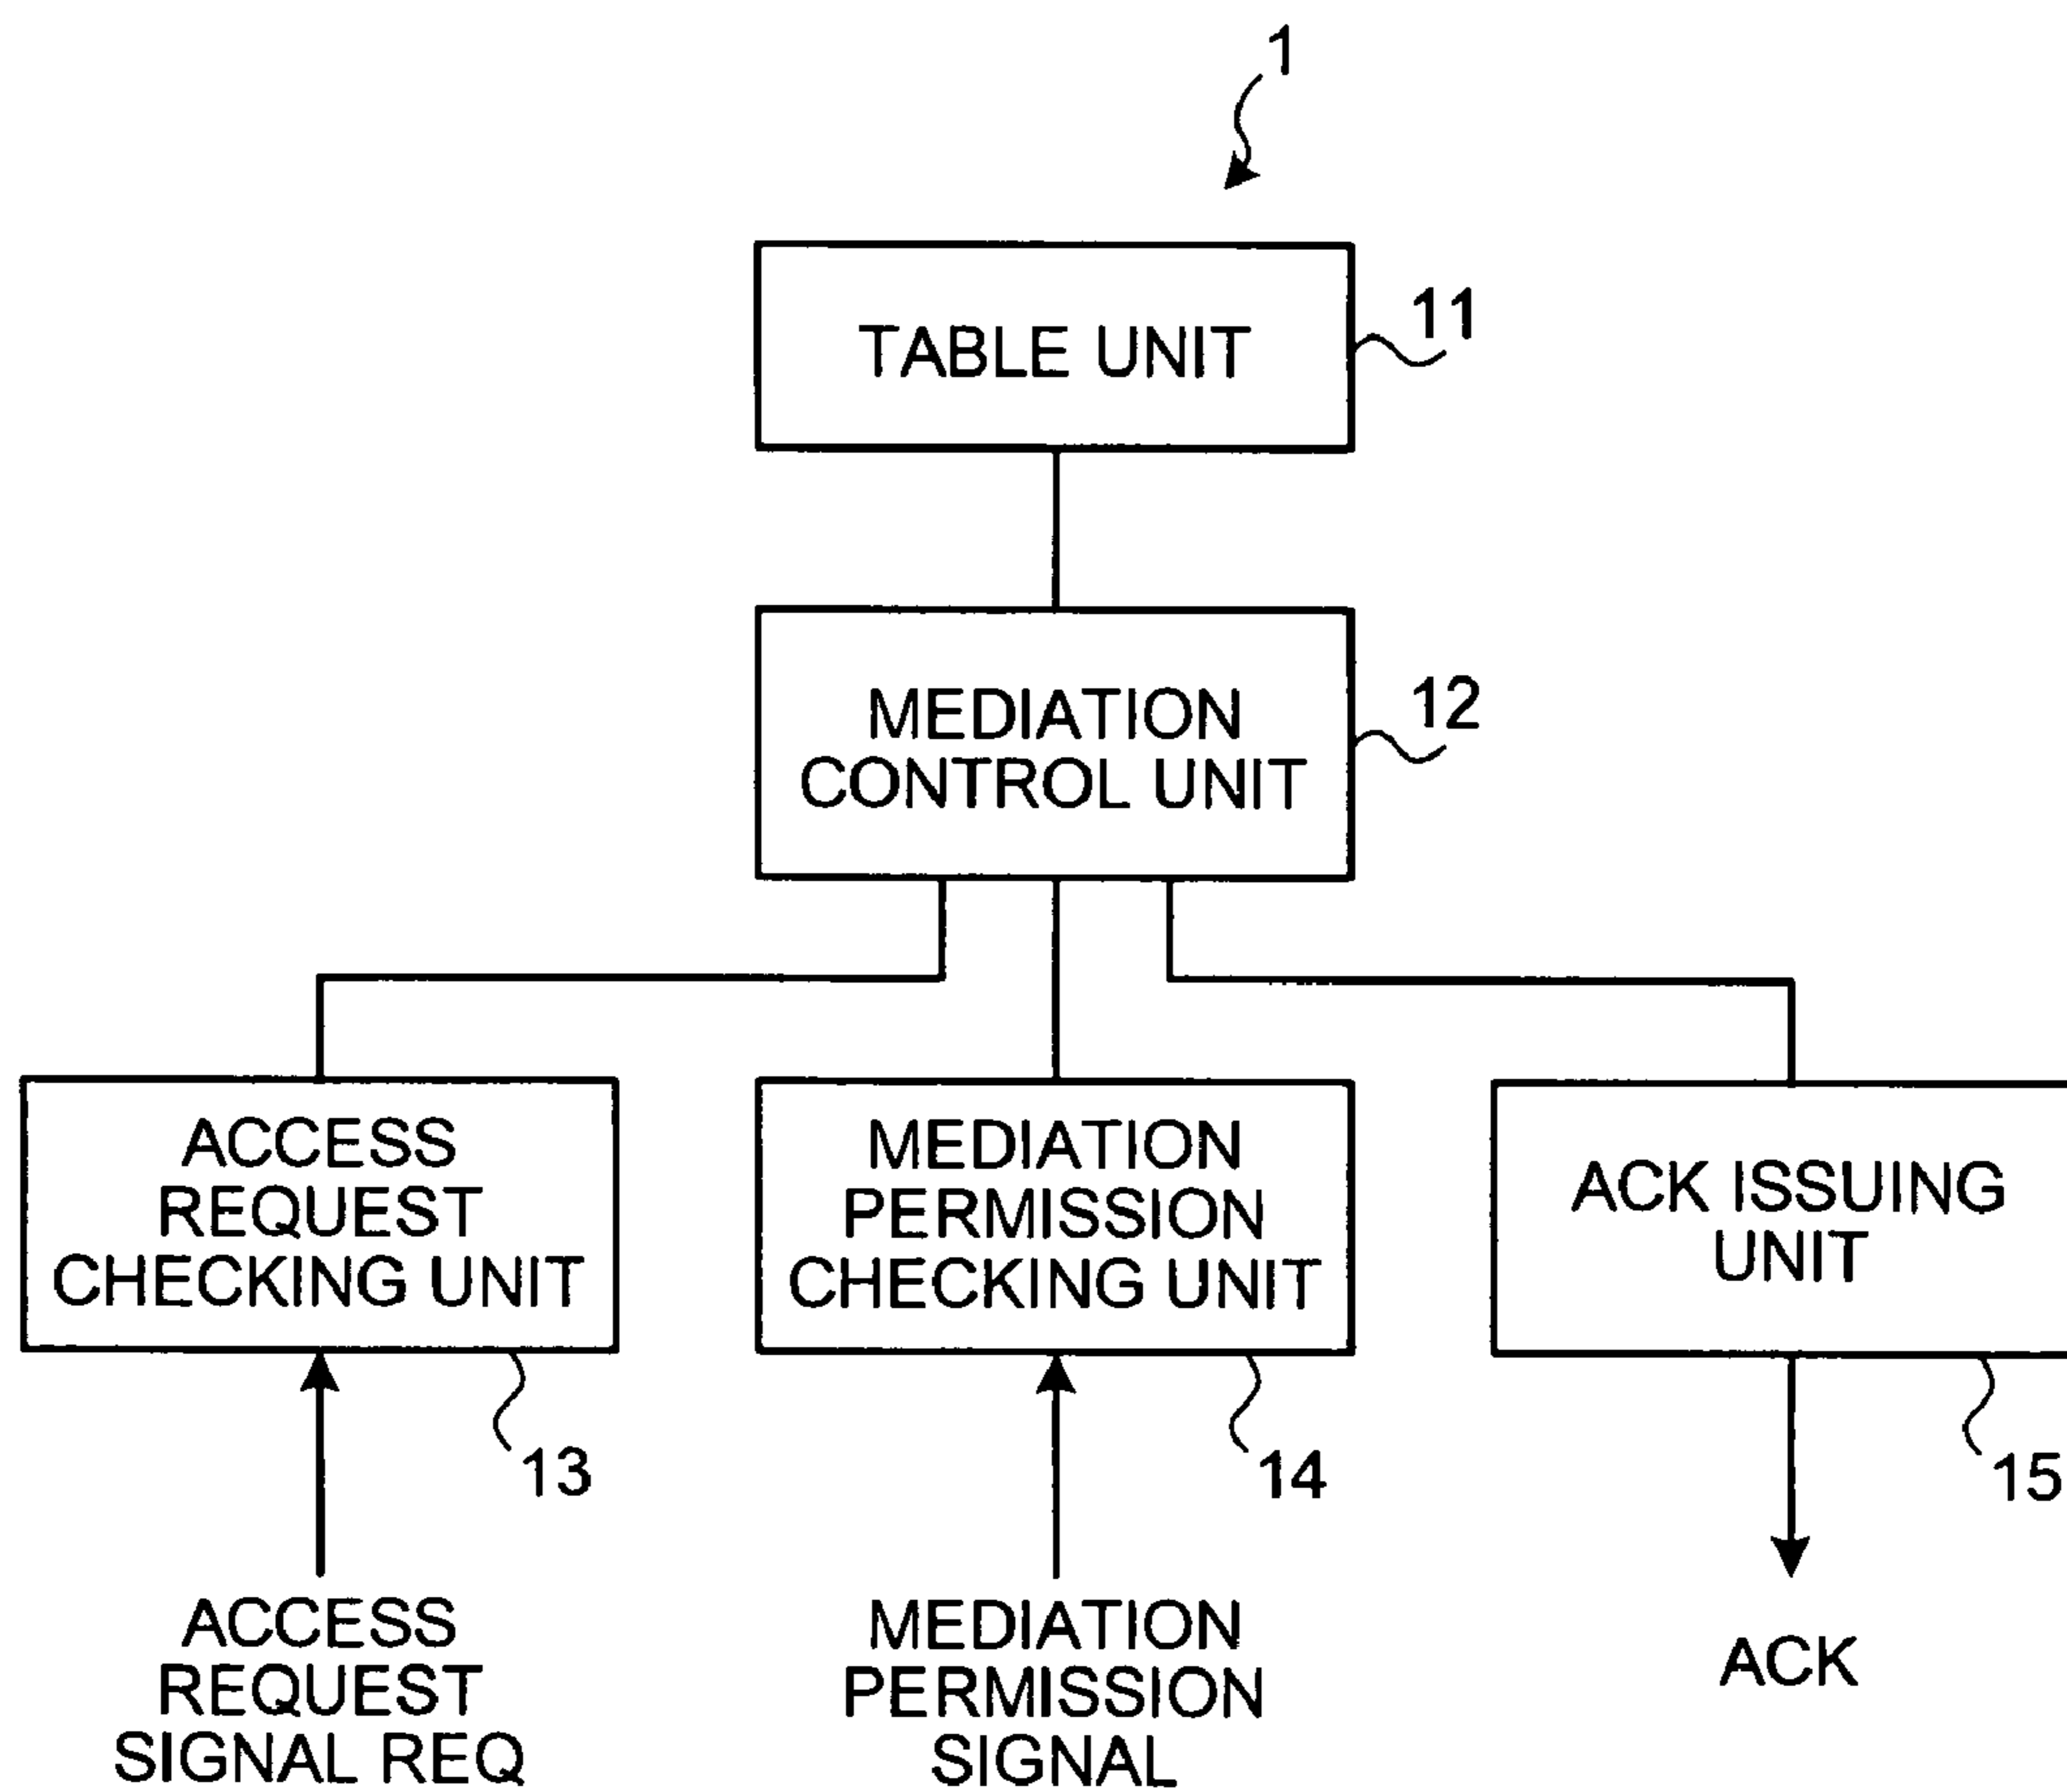 1
TABLE UNIT
11
MEDIATION
CONTROL UNIT
12
ACCESS
REQUEST
CHECKING UNIT
13
MEDIATION
PERMISSION
CHECKING UNIT
14
ACK ISSUING
UNIT
15
ACCESS
REQUEST
SIGNAL REQ
MEDIATION
PERMISSION
SIGNAL
ACK